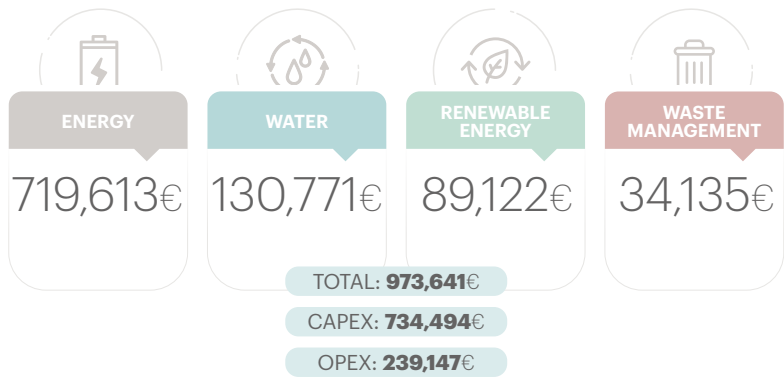 ENERGY
WATER
RENEWABLE
ENERGY
WASTE
MANAGEMENT
719,613€
130,771€
89,122€
34,135€
TOTAL: 973,641€
CAPEX: 734,494€
OPEX: 239,147€